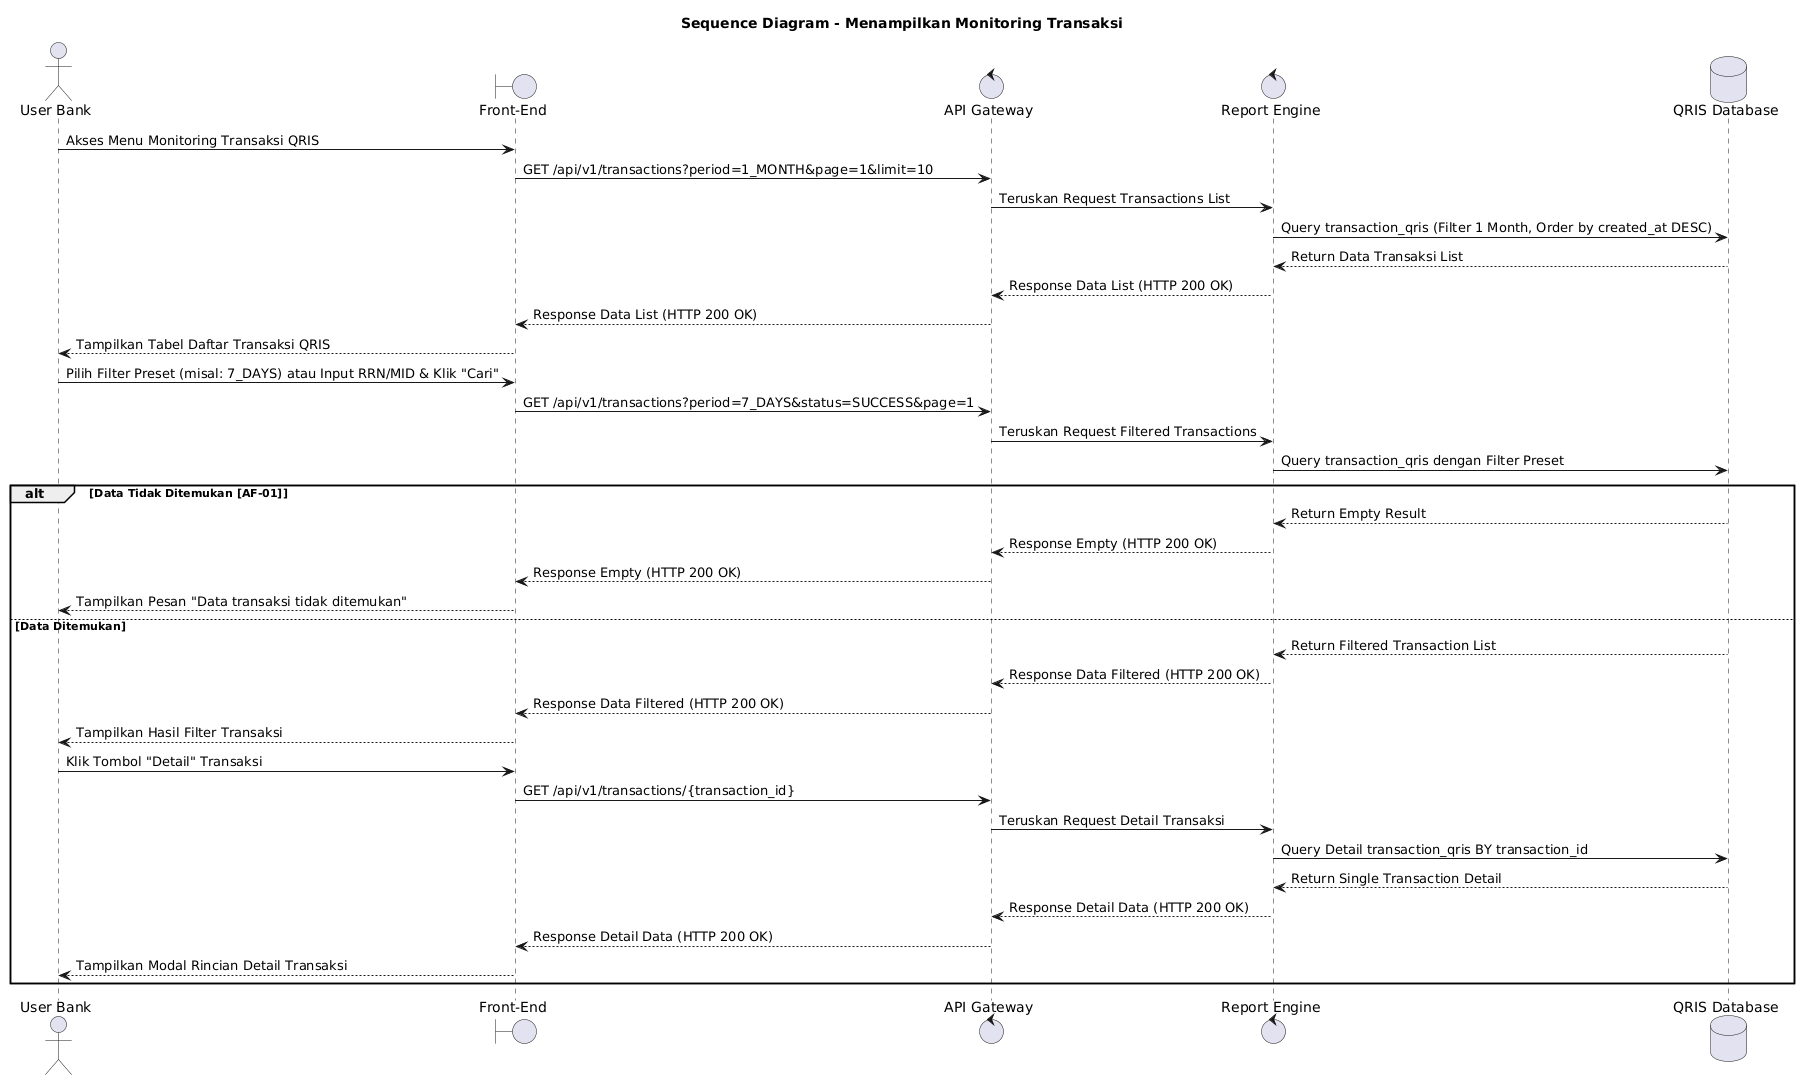 Sequence Diagram - Menampilkan Monitoring Transaksi
User Bank
Front-End
API Gateway
Report Engine
QRIS Database
Akses Menu Monitoring Transaksi QRIS
GET /api/v1/transactions?period=1_MONTH&page=1&limit=10
Teruskan Request Transactions List
Query transaction_qris (Filter 1 Month, Order by created_at DESC)
Return Data Transaksi List
Response Data List (HTTP 200 OK)
Response Data List (HTTP 200 OK)
Tampilkan Tabel Daftar Transaksi QRIS
Pilih Filter Preset (misal: 7_DAYS) atau Input RRN/MID & Klik "Cari"
GET /api/v1/transactions?period=7_DAYS&status=SUCCESS&page=1
Teruskan Request Filtered Transactions
Query transaction_qris dengan Filter Preset
alt
[Data Tidak Ditemukan [AF-01]]
Return Empty Result
Response Empty (HTTP 200 OK)
Response Empty (HTTP 200 OK)
Tampilkan Pesan "Data transaksi tidak ditemukan"
[Data Ditemukan]
Return Filtered Transaction List
Response Data Filtered (HTTP 200 OK)
Response Data Filtered (HTTP 200 OK)
Tampilkan Hasil Filter Transaksi
Klik Tombol "Detail" Transaksi
GET /api/v1/transactions/{transaction_id}
Teruskan Request Detail Transaksi
Query Detail transaction_qris BY transaction_id
Return Single Transaction Detail
Response Detail Data (HTTP 200 OK)
Response Detail Data (HTTP 200 OK)
Tampilkan Modal Rincian Detail Transaksi
User Bank
Front-End
API Gateway
Report Engine
QRIS Database